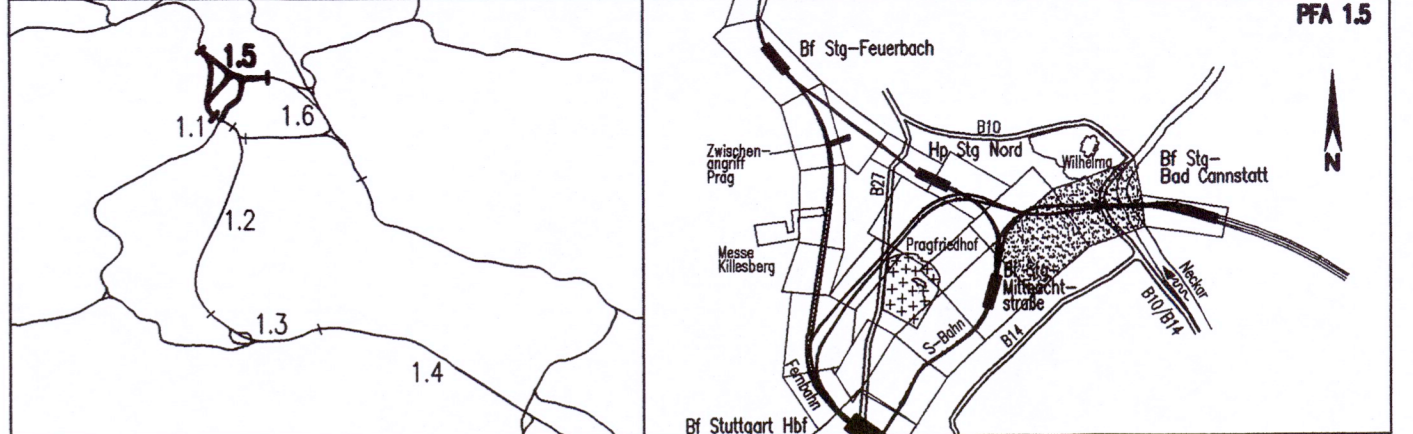 1.5
1.1
1.6
1.2
1.3
1.4
PFA 1.5
Bf Stg-Feuerbach
B10
Zwischen-
angriff
Prag
Hp Stg Nord
Wilhelma
Bf Stg-
Bad Cannstatt
N
B27
Messe
Killesberg
Pragfriedhof
Bf Stg-
Mittnacht-
straße
Neckar
B10/B14
S-Bahn
B14
Fernbahn
Bf Stuttgart Hbf